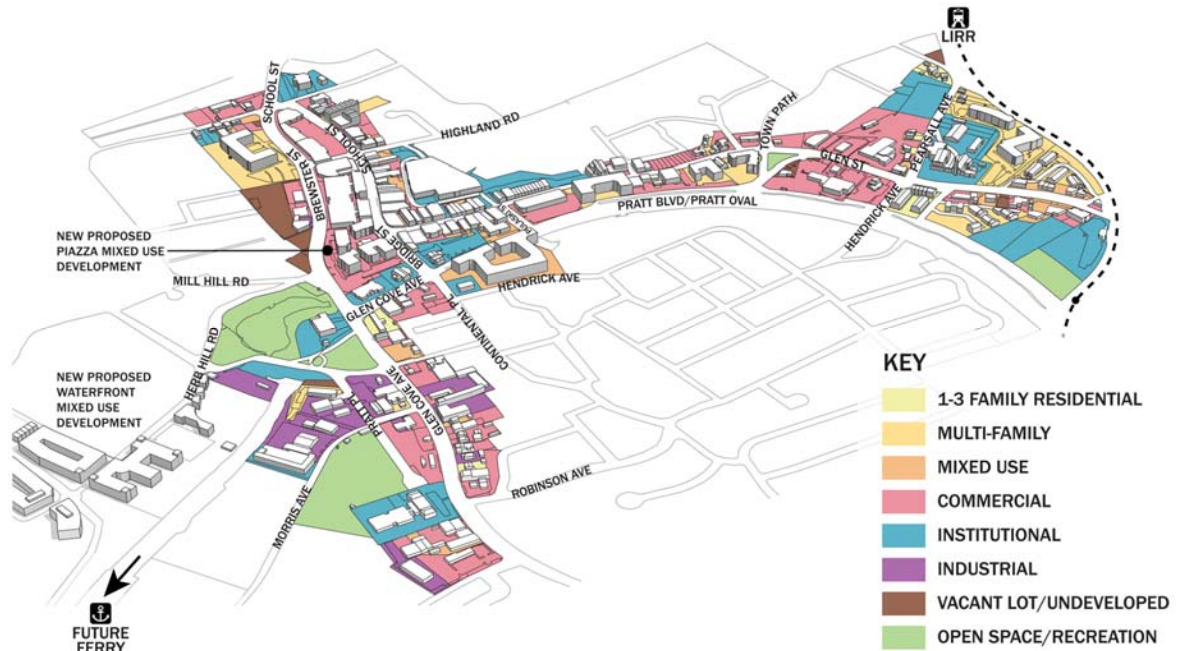 LIRR
SCHOOL ST
SCHOOL ST
HIGHLAND RD
BREWSTER ST
TOWN PATH
PEARSALL AVE
GLEN ST
PRATT BLVD/PRATT OVAL
HENDRICK AVE
NEW PROPOSED
PIAZZA MIXED USE
DEVELOPMENT
BRIDGE ST
HENDRICK AVE
MILL HILL RD
GLEN COVE AVE
CONTINENTAL PL
HERB HILL RD
NEW PROPOSED
WATERFRONT
MIXED USE
DEVELOPMENT
PRATT PL
GLEN COVE AVE
ROBINSON AVE
MORRIS AVE
FUTURE
FERRY
KEY
1-3 FAMILY RESIDENTIAL
MULTI-FAMILY
MIXED USE
COMMERCIAL
INSTITUTIONAL
INDUSTRIAL
VACANT LOT/UNDEVELOPED
OPEN SPACE/RECREATION